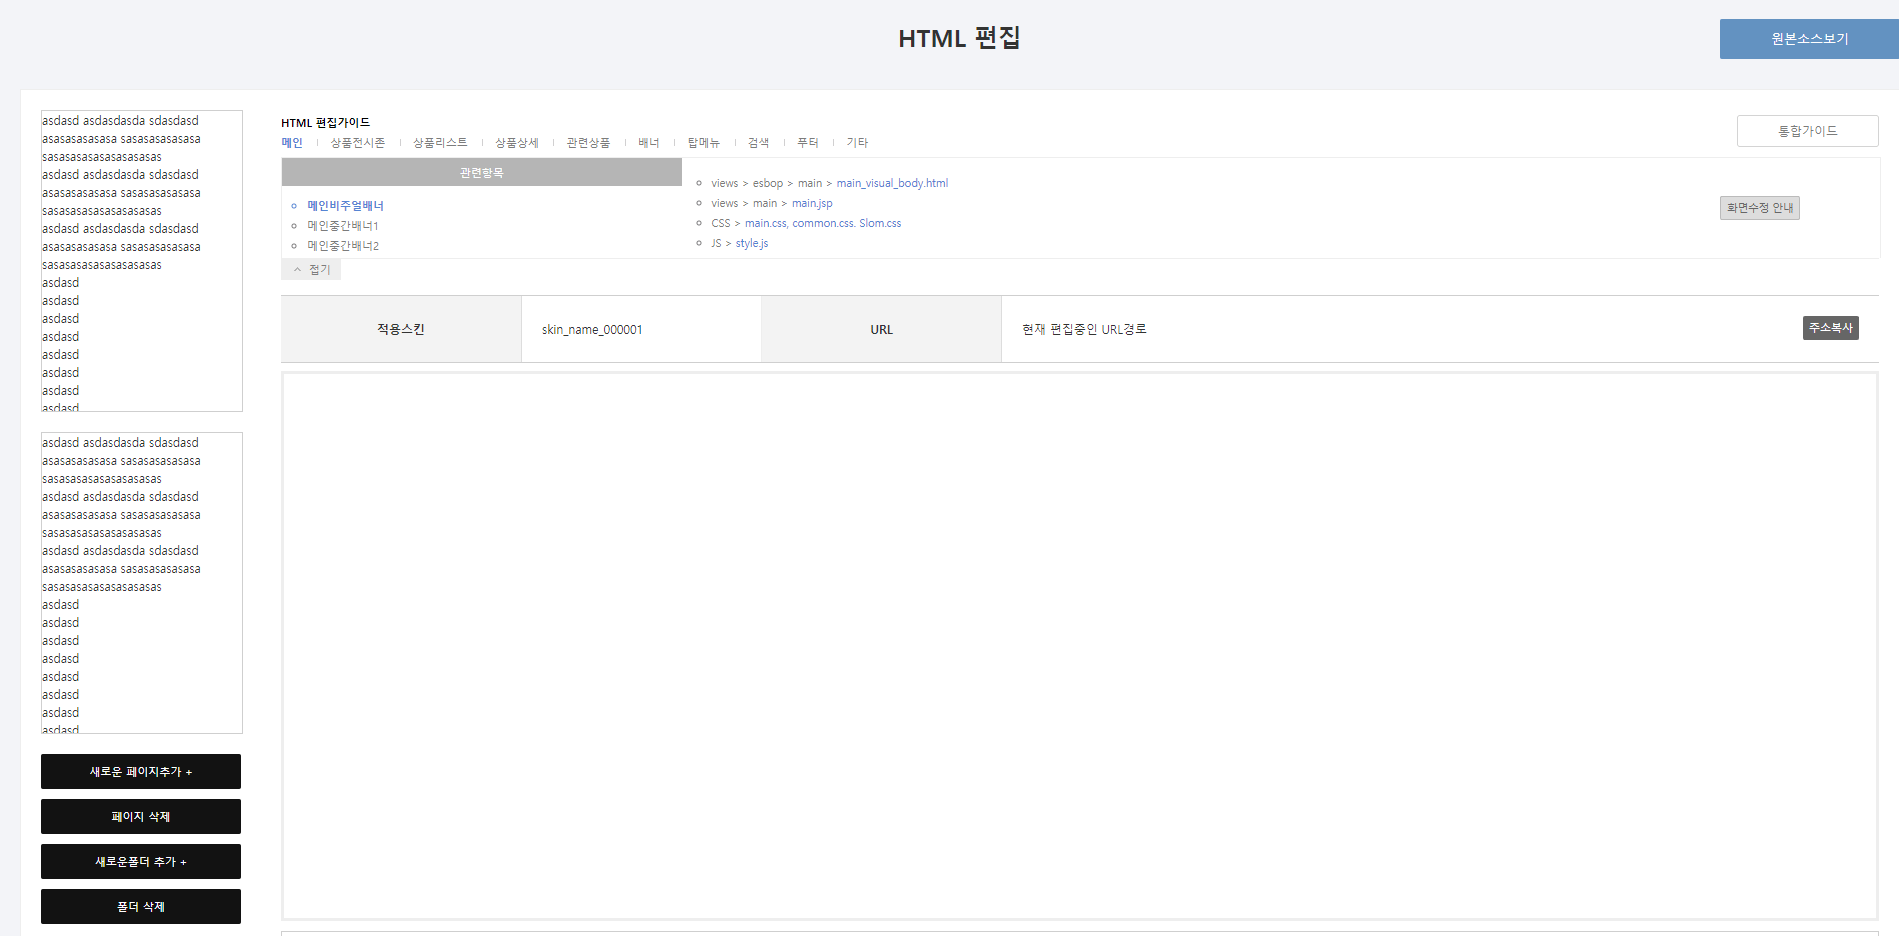 HTML 편집
원본소스보기
asdasd asdasdasda sdasdasd
asasasasasasa sasasasasasasa
sasasasasasasasasasas
asdasd asdasdasda sdasdasd
asasasasasasa sasasasasasasa
sasasasasasasasasasas
asdasd asdasdasda sdasdasd
asasasasasasa sasasasasasasa
sasasasasasasasasasas
asdasd
asdasd
asdasd
asdasd
asdasd
asdasd
asdasd
asdasd
asdasd asdasdasda sdasdasd
asasasasasasa sasasasasasasa
sasasasasasasasasasas
asdasd asdasdasda sdasdasd
asasasasasasa sasasasasasasa
sasasasasasasasasasas
asdasd asdasdasda sdasdasd
asasasasasasa sasasasasasasa
sasasasasasasasasasas
asdasd
asdasd
asdasd
asdasd
asdasd
asdasd
asdasd
asdasd
새로운 페이지추가 +
페이지 삭제
새로운폴더 추가 +
폴더 삭제
HTML 편집가이드
메인 상품전시존 상품리스트 상품상세 관련상품 배너 탑메뉴 검색 푸터 기타
통합가이드
관련항목
메인비주얼배너
메인중간배너1
메인중간배너2
views > esbop > main > main_visual_body.html
views > main > main.jsp
CSS > main.css, common.css. Slom.css
JS > style.js
화면수정 안내
접기
적용스킨 skin_name_000001 URL 현재 편집중인 URL경로 주소복사